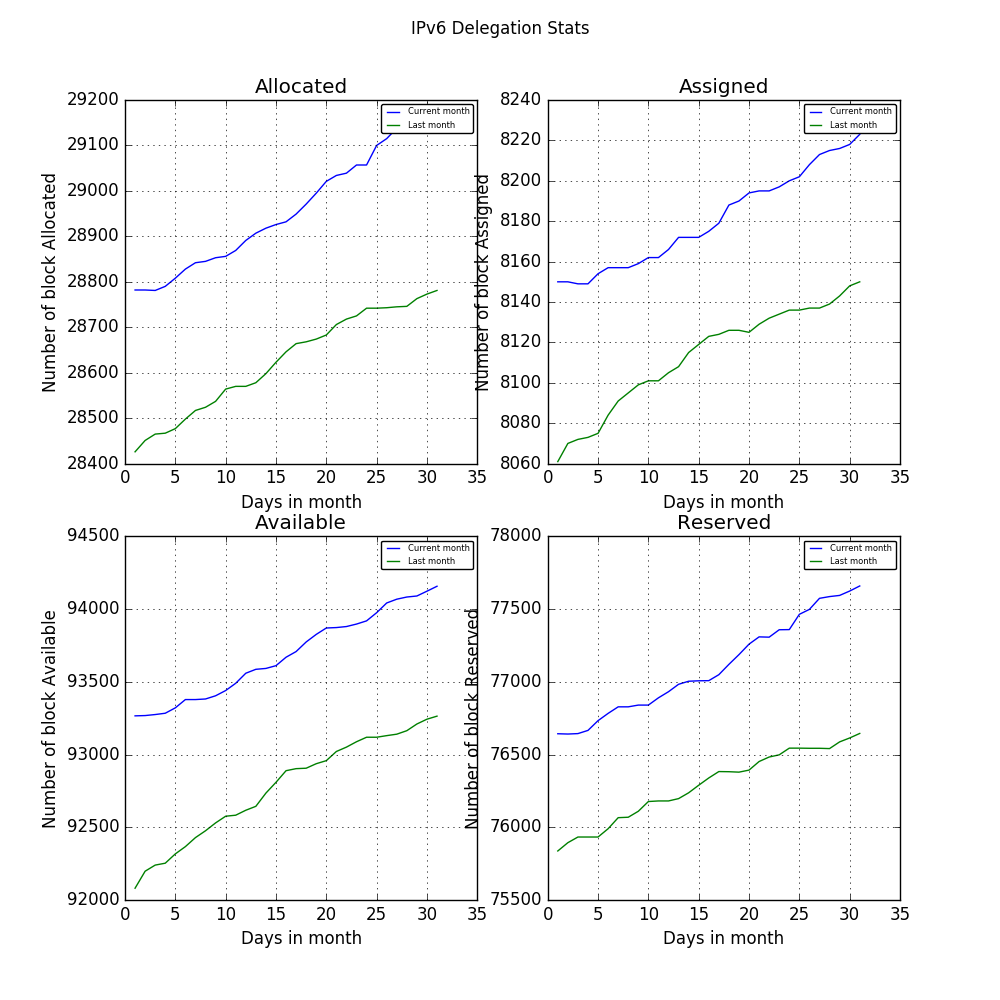 IPv6 Delegation Stats
Allocated
Number of block Allocated
29200
29100
29000
28900
28800
28700
28600
28500
28400
0 5 10 15 20 25 30 35
Days in month
Current month
Last month
Assigned
Number of block Assigned
8240
8220
8200
8180
8160
8140
8120
8100
8080
8060
0 5 10 15 20 25 30 35
Days in month
Current month
Last month
Available
Number of block Available
94500
94000
93500
93000
92500
92000
0 5 10 15 20 25 30 35
Days in month
Current month
Last month
Reserved
Number of block Reserved
78000
77500
77000
76500
76000
75500
0 5 10 15 20 25 30 35
Days in month
Current month
Last month